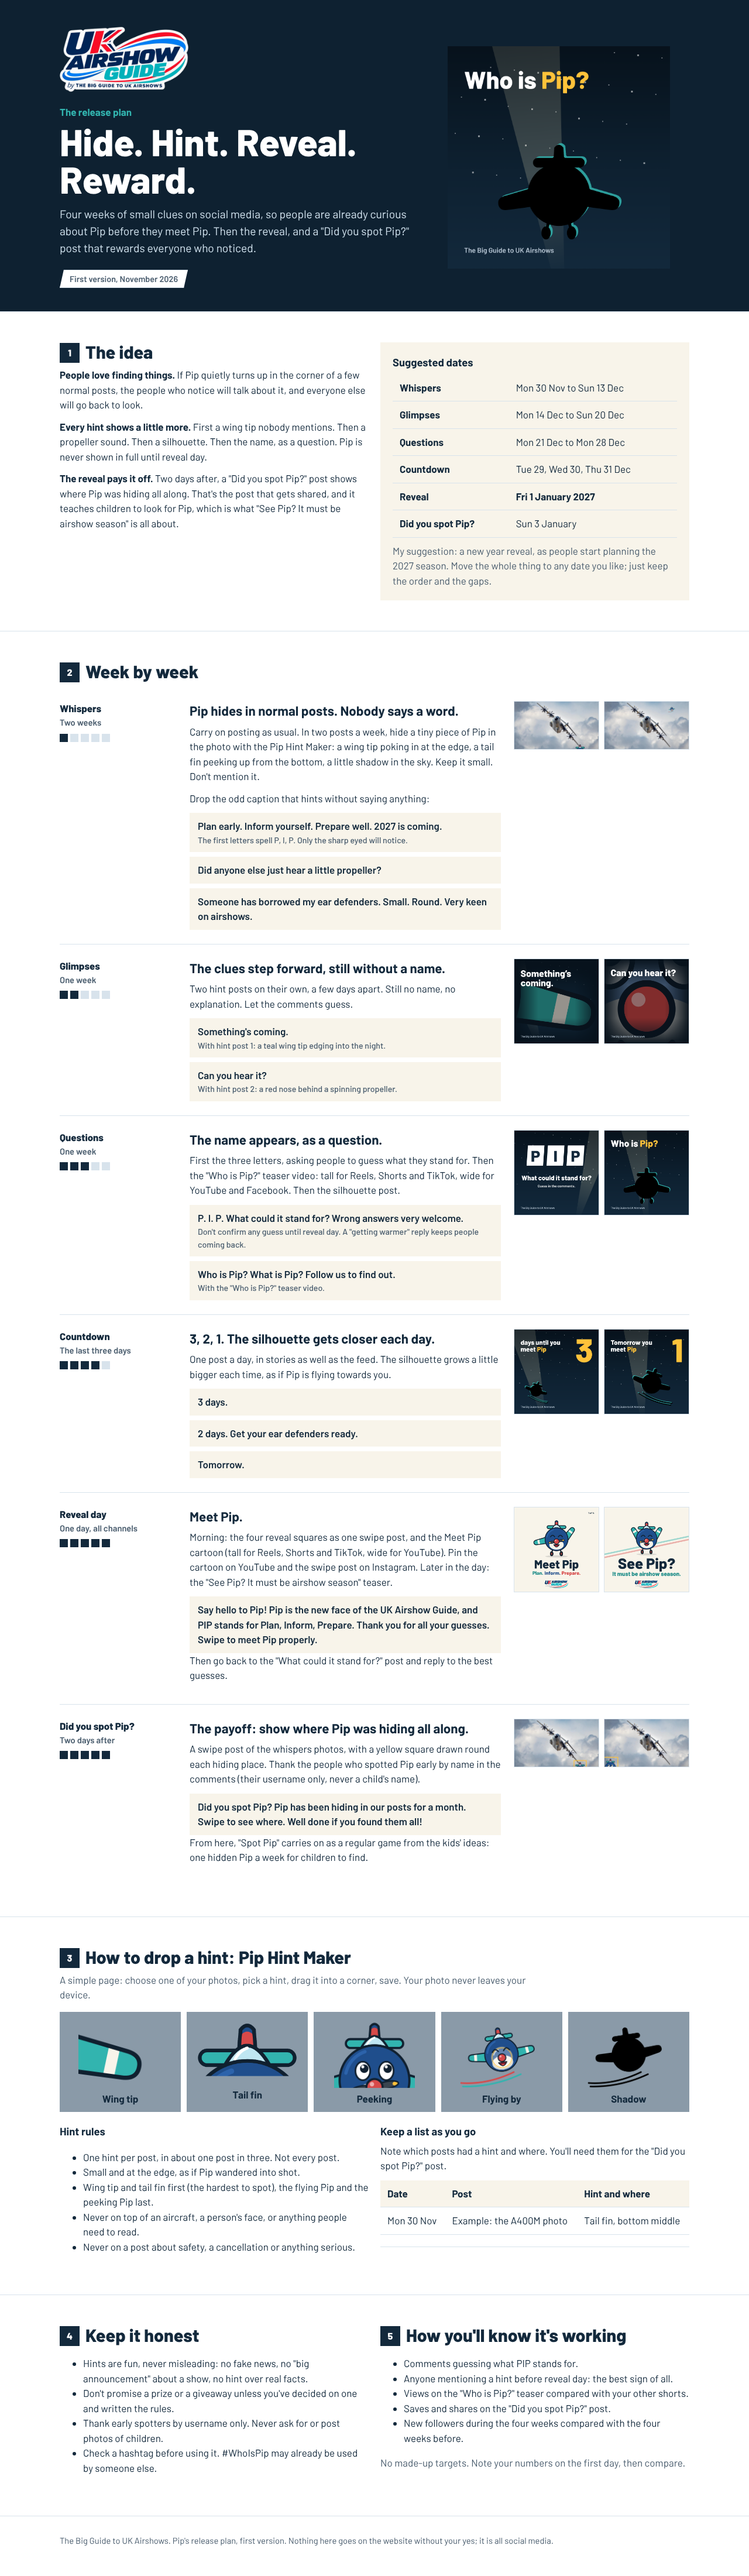 UK
AIRSHOW
GUIDE
by THE BIG GUIDE TO UK AIRSHOWS
The release plan
Hide. Hint. Reveal.
Reward.
Four weeks of small clues on social media, so people are already curious
about Pip before they meet Pip. Then the reveal, and a "Did you spot Pip?"
post that rewards everyone who noticed.
First version, November 2026
Who is Pip?
The Big Guide to UK Airshows
1 The idea
People love finding things. If Pip quietly turns up in the corner of a few
normal posts, the people who notice will talk about it, and everyone else
will go back to look.
Every hint shows a little more. First a wing tip nobody mentions. Then a
propeller sound. Then a silhouette. Then the name, as a question. Pip is
never shown in full until reveal day.
The reveal pays it off. Two days after, a "Did you spot Pip?" post shows
where Pip was hiding all along. That's the post that gets shared, and it
teaches children to look for Pip, which is what "See Pip? It must be
airshow season" is all about.
Suggested dates
Whispers Mon 30 Nov to Sun 13 Dec
Glimpses Mon 14 Dec to Sun 20 Dec
Questions Mon 21 Dec to Mon 28 Dec
Countdown Tue 29, Wed 30, Thu 31 Dec
Reveal Fri 1 January 2027
Did you spot Pip? Sun 3 January
My suggestion: a new year reveal, as people start planning the
2027 season. Move the whole thing to any date you like; just keep
the order and the gaps.
2 Week by week
Whispers
Two weeks
Pip hides in normal posts. Nobody says a word.
Carry on posting as usual. In two posts a week, hide a tiny piece of Pip in
the photo with the Pip Hint Maker: a wing tip poking in at the edge, a tail
fin peeking up from the bottom, a little shadow in the sky. Keep it small.
Don't mention it.
Drop the odd caption that hints without saying anything:
Plan early. Inform yourself. Prepare well. 2027 is coming.
The first letters spell P, I, P. Only the sharp eyed will notice.
Did anyone else just hear a little propeller?
Someone has borrowed my ear defenders. Small. Round. Very keen
on airshows.
Glimpses
One week
The clues step forward, still without a name.
Two hint posts on their own, a few days apart. Still no name, no
explanation. Let the comments guess.
Something's coming.
With hint post 1: a teal wing tip edging into the night.
Can you hear it?
With hint post 2: a red nose behind a spinning propeller.
Something's
coming.
Can you hear it?
Questions
One week
The name appears, as a question.
First the three letters, asking people to guess what they stand for. Then
the "Who is Pip?" teaser video: tall for Reels, Shorts and TikTok, wide for
YouTube and Facebook. Then the silhouette post.
P. I. P. What could it stand for? Wrong answers very welcome.
Don't confirm any guess until reveal day. A "getting warmer" reply keeps people
coming back.
Who is Pip? What is Pip? Follow us to find out.
With the "Who is Pip?" teaser video.
P I P
What could it stand for?
Guess in the comments.
Who is Pip?
Countdown
The last three days
3, 2, 1. The silhouette gets closer each day.
One post a day, in stories as well as the feed. The silhouette grows a little
bigger each time, as if Pip is flying towards you.
3 days.
2 days. Get your ear defenders ready.
Tomorrow.
days until you
meet Pip
3
Tomorrow you
meet Pip
1
Reveal day
One day, all channels
Meet Pip.
Morning: the four reveal squares as one swipe post, and the Meet Pip
cartoon (tall for Reels, Shorts and TikTok, wide for YouTube). Pin the
cartoon on YouTube and the swipe post on Instagram. Later in the day:
the "See Pip? It must be airshow season" teaser.
Say hello to Pip! Pip is the new face of the UK Airshow Guide, and
PIP stands for Plan, Inform, Prepare. Thank you for all your guesses.
Swipe to meet Pip properly.
Then go back to the "What could it stand for?" post and reply to the best
guesses.
Meet Pip
Plan. Inform. Prepare.
See Pip?
It must be airshow season.
Did you spot Pip?
Two days after
The payoff: show where Pip was hiding all along.
A swipe post of the whispers photos, with a yellow square drawn round
each hiding place. Thank the people who spotted Pip early by name in the
comments (their username only, never a child's name).
Did you spot Pip? Pip has been hiding in our posts for a month.
Swipe to see where. Well done if you found them all!
From here, "Spot Pip" carries on as a regular game from the kids' ideas:
one hidden Pip a week for children to find.
3 How to drop a hint: Pip Hint Maker
A simple page: choose one of your photos, pick a hint, drag it into a corner, save. Your photo never leaves your
device.
Wing tip
Tail fin
Peeking
Flying by
Shadow
Hint rules
One hint per post, in about one post in three. Not every post.
Small and at the edge, as if Pip wandered into shot.
Wing tip and tail fin first (the hardest to spot), the flying Pip and the
peeking Pip last.
Never on top of an aircraft, a person's face, or anything people
need to read.
Never on a post about safety, a cancellation or anything serious.
Keep a list as you go
Note which posts had a hint and where. You'll need them for the "Did you
spot Pip?" post.
Date Post Hint and where
Mon 30 Nov Example: the A400M photo Tail fin, bottom middle
4 Keep it honest
Hints are fun, never misleading: no fake news, no "big
announcement" about a show, no hint over real facts.
Don't promise a prize or a giveaway unless you've decided on one
and written the rules.
Thank early spotters by username only. Never ask for or post
photos of children.
Check a hashtag before using it. #WhoIsPip may already be used
by someone else.
5 How you'll know it's working
Comments guessing what PIP stands for.
Anyone mentioning a hint before reveal day: the best sign of all.
Views on the "Who is Pip?" teaser compared with your other shorts.
Saves and shares on the "Did you spot Pip?" post.
New followers during the four weeks compared with the four
weeks before.
No made-up targets. Note your numbers on the first day, then compare.
The Big Guide to UK Airshows. Pip's release plan, first version. Nothing here goes on the website without your yes; it is all social media.